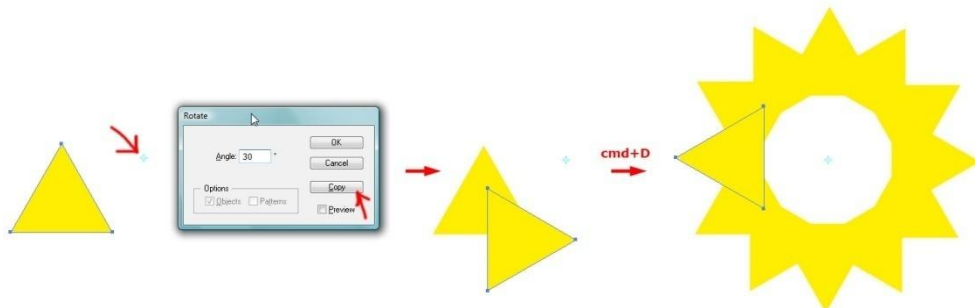 Rotate
Angle: 30 °
OK
Cancel
Copy
Options
Objects Patterns
Preview
cmd+D